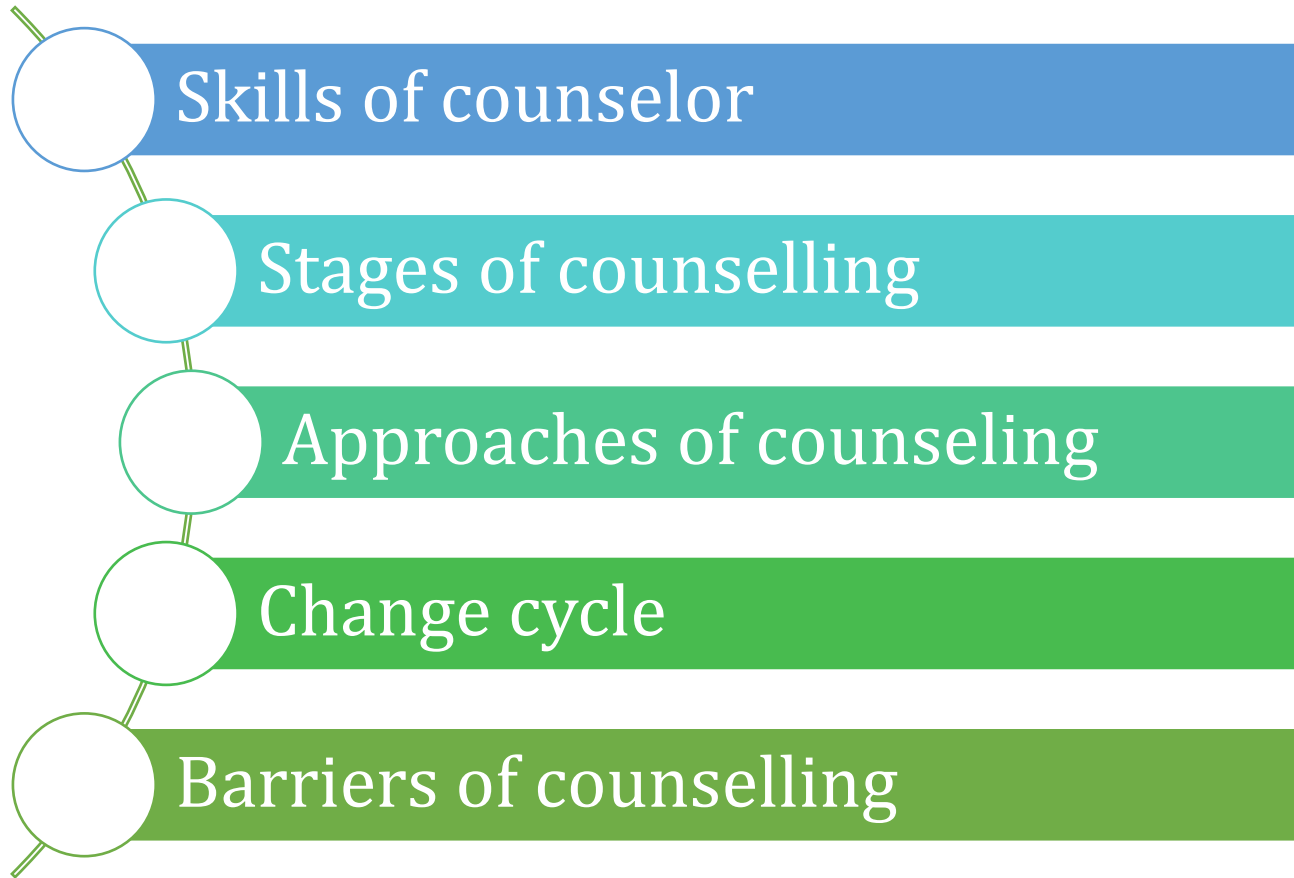 Skills of counselor
Stages of counselling
Approaches of counseling
Change cycle
Barriers of counselling